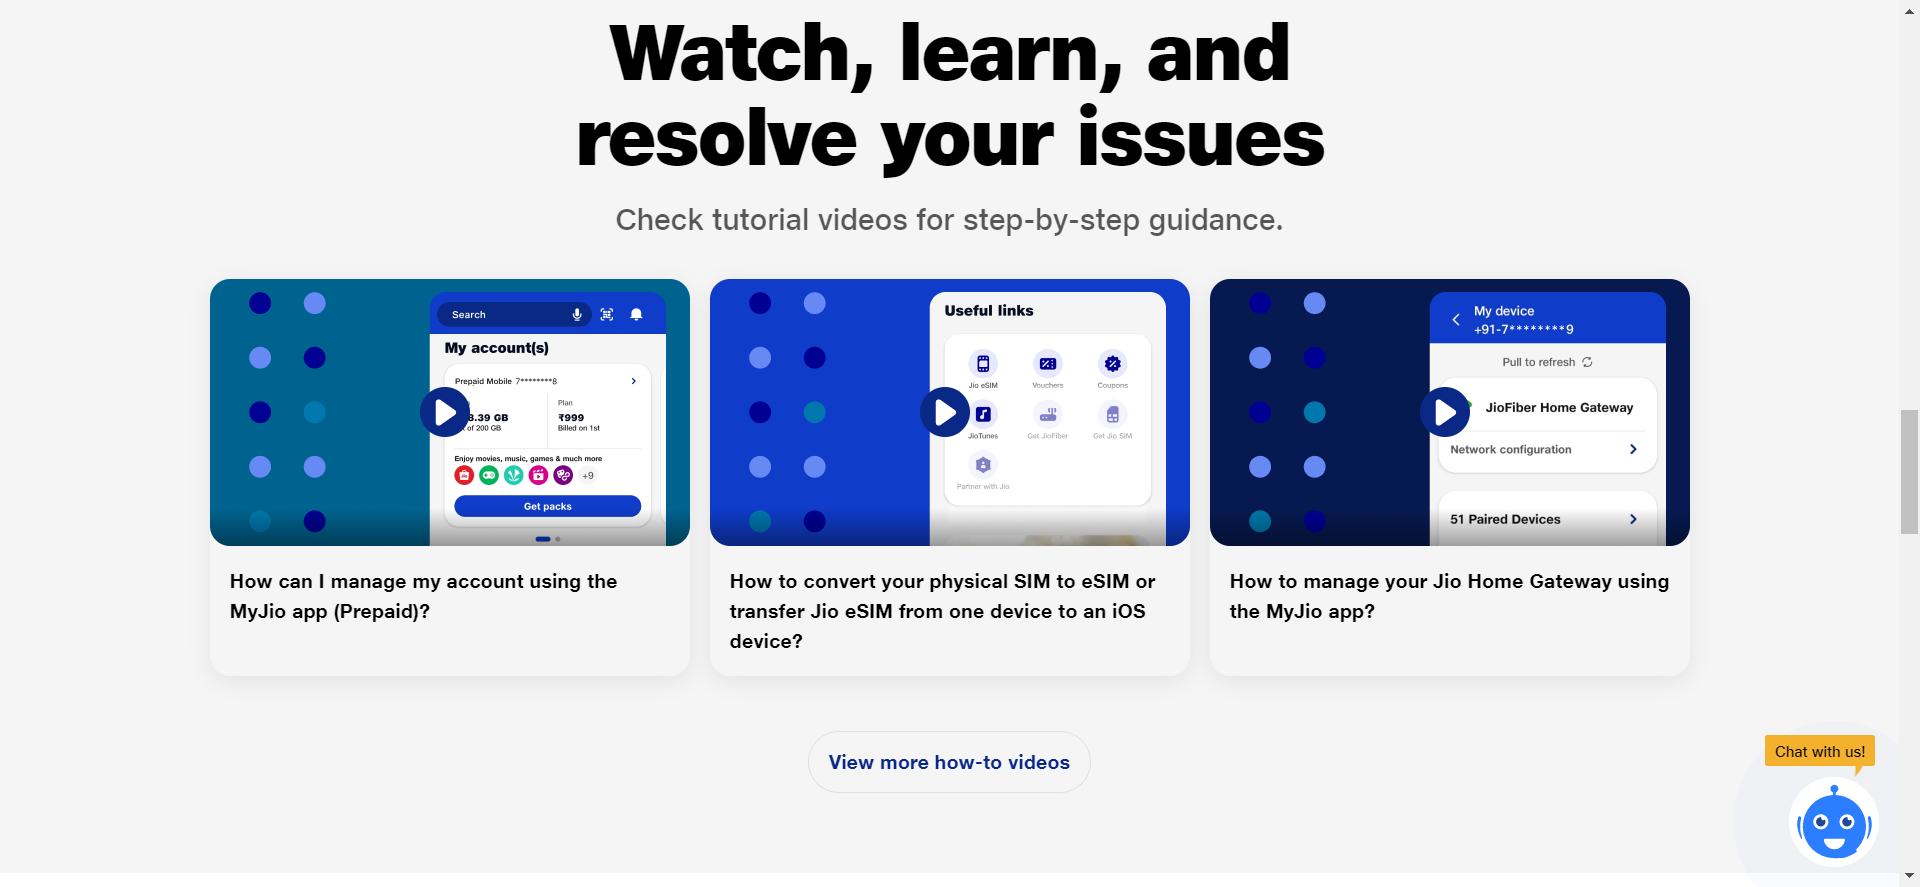 Watch, learn, and
resolve your issues
Check tutorial videos for step-by-step guidance.
Search
My account(s)
Prepaid Mobile 7********8
Plan
8.39 GB
₹999
of 200 GB
Billed on 1st
Enjoy movies, music, games & much more
+9
Get packs
How can I manage my account using the
MyJio app (Prepaid)?
Useful links
Jio eSIM
Vouchers
Coupons
JioTunes
Get JioFiber
Get Jio SIM
Partner with Jio
How to convert your physical SIM to eSIM or
transfer Jio eSIM from one device to an iOS
device?
My device
+91-7********9
Pull to refresh
JioFiber Home Gateway
Network configuration
51 Paired Devices
How to manage your Jio Home Gateway using
the MyJio app?
View more how-to videos
Chat with us!